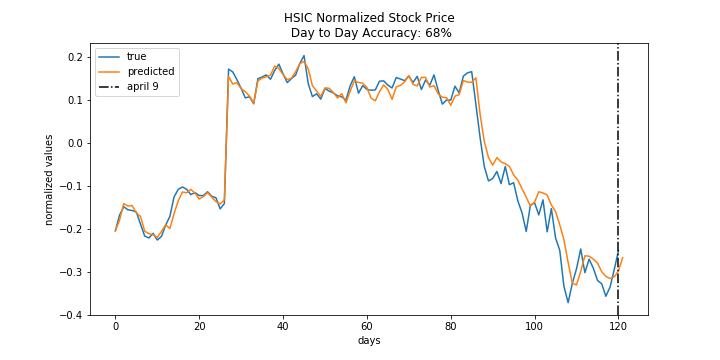 HSIC Normalized Stock Price
Day to Day Accuracy: 68%
true
predicted
april 9
normalized values
0.2
0.1
0.0
−0.1
−0.2
−0.3
−0.4
0 20 40 60 80 100 120
days